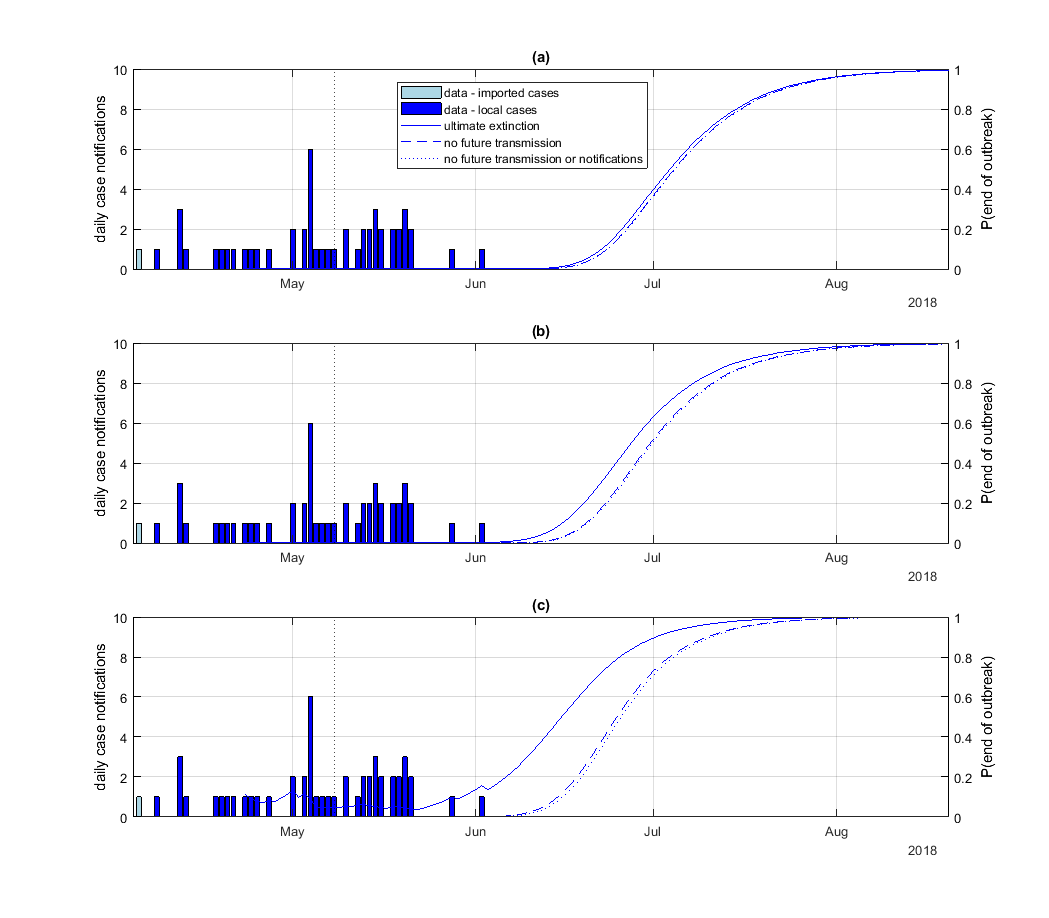 (a)
daily case notifications
10
8
6
4
2
0
data - imported cases
data - local cases
ultimate extinction
no future transmission
no future transmission or notifications
1
0.8
0.6
0.4
0.2
0
P(end of outbreak)
May Jun Jul Aug
2018
(b)
daily case notifications
10
8
6
4
2
0
1
0.8
0.6
0.4
0.2
0
P(end of outbreak)
May Jun Jul Aug
2018
(c)
daily case notifications
10
8
6
4
2
0
1
0.8
0.6
0.4
0.2
0
P(end of outbreak)
May Jun Jul Aug
2018